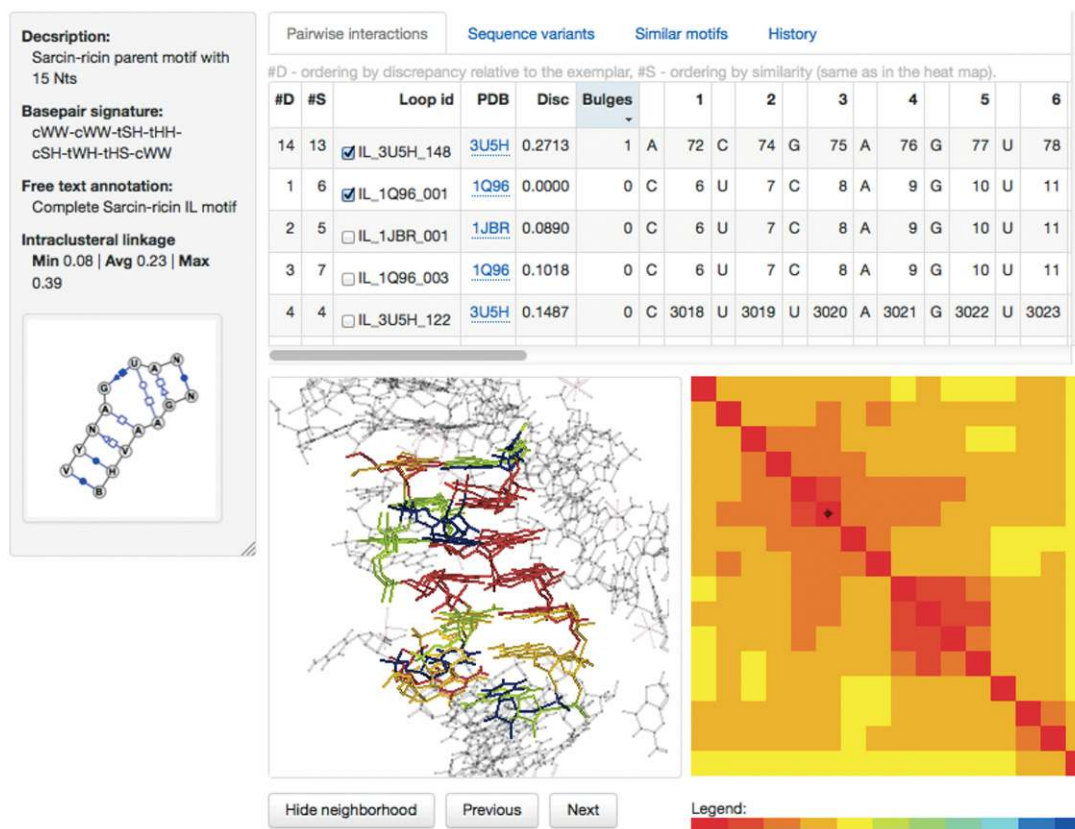 Decsription:
Sarcin-ricin parent motif with
15 Nts
Basepair signature:
cWW-cWW-tSH-tHH-
cSH-tWH-tHS-cWW
Free text annotation:
Complete Sarcin-ricin IL motif
Intraclusteral linkage
Min 0.08 | Avg 0.23 | Max
0.39
V Y N A G U A N N G A A V H B
Pairwise interactions Sequence variants Similar motifs History
#D - ordering by discrepancy relative to the exemplar, #S - ordering by similarity (same as in the heat map).
#D #S Loop id PDB Disc Bulges 1 2 3 4 5 6
14 13 IL_3U5H_148 3U5H 0.2713 1 A 72 C 74 G 75 A 76 G 77 U 78
1 6 IL_1Q96_001 1Q96 0.0000 0 C 6 U 7 C 8 A 9 G 10 U 11
2 5 IL_1JBR_001 1JBR 0.0890 0 C 6 U 7 C 8 A 9 G 10 U 11
3 7 IL_1Q96_003 1Q96 0.1018 0 C 6 U 7 C 8 A 9 G 10 U 11
4 4 IL_3U5H_122 3U5H 0.1487 0 C 3018 U 3019 U 3020 A 3021 G 3022 U 3023
Hide neighborhood Previous Next
Legend: